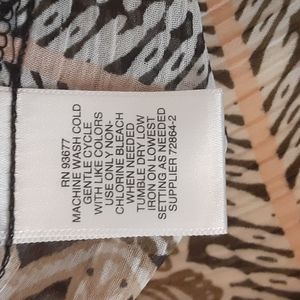 RN 93677
MACHINE WASH COLD
GENTLE CYCLE
WITH LIKE COLORS
USE ONLY NON-
CHLORINE BLEACH
WHEN NEEDED
TUMBLE DRY LOW
IRON ON LOWEST
SETTING AS NEEDED
SUPPLIER 72864-2